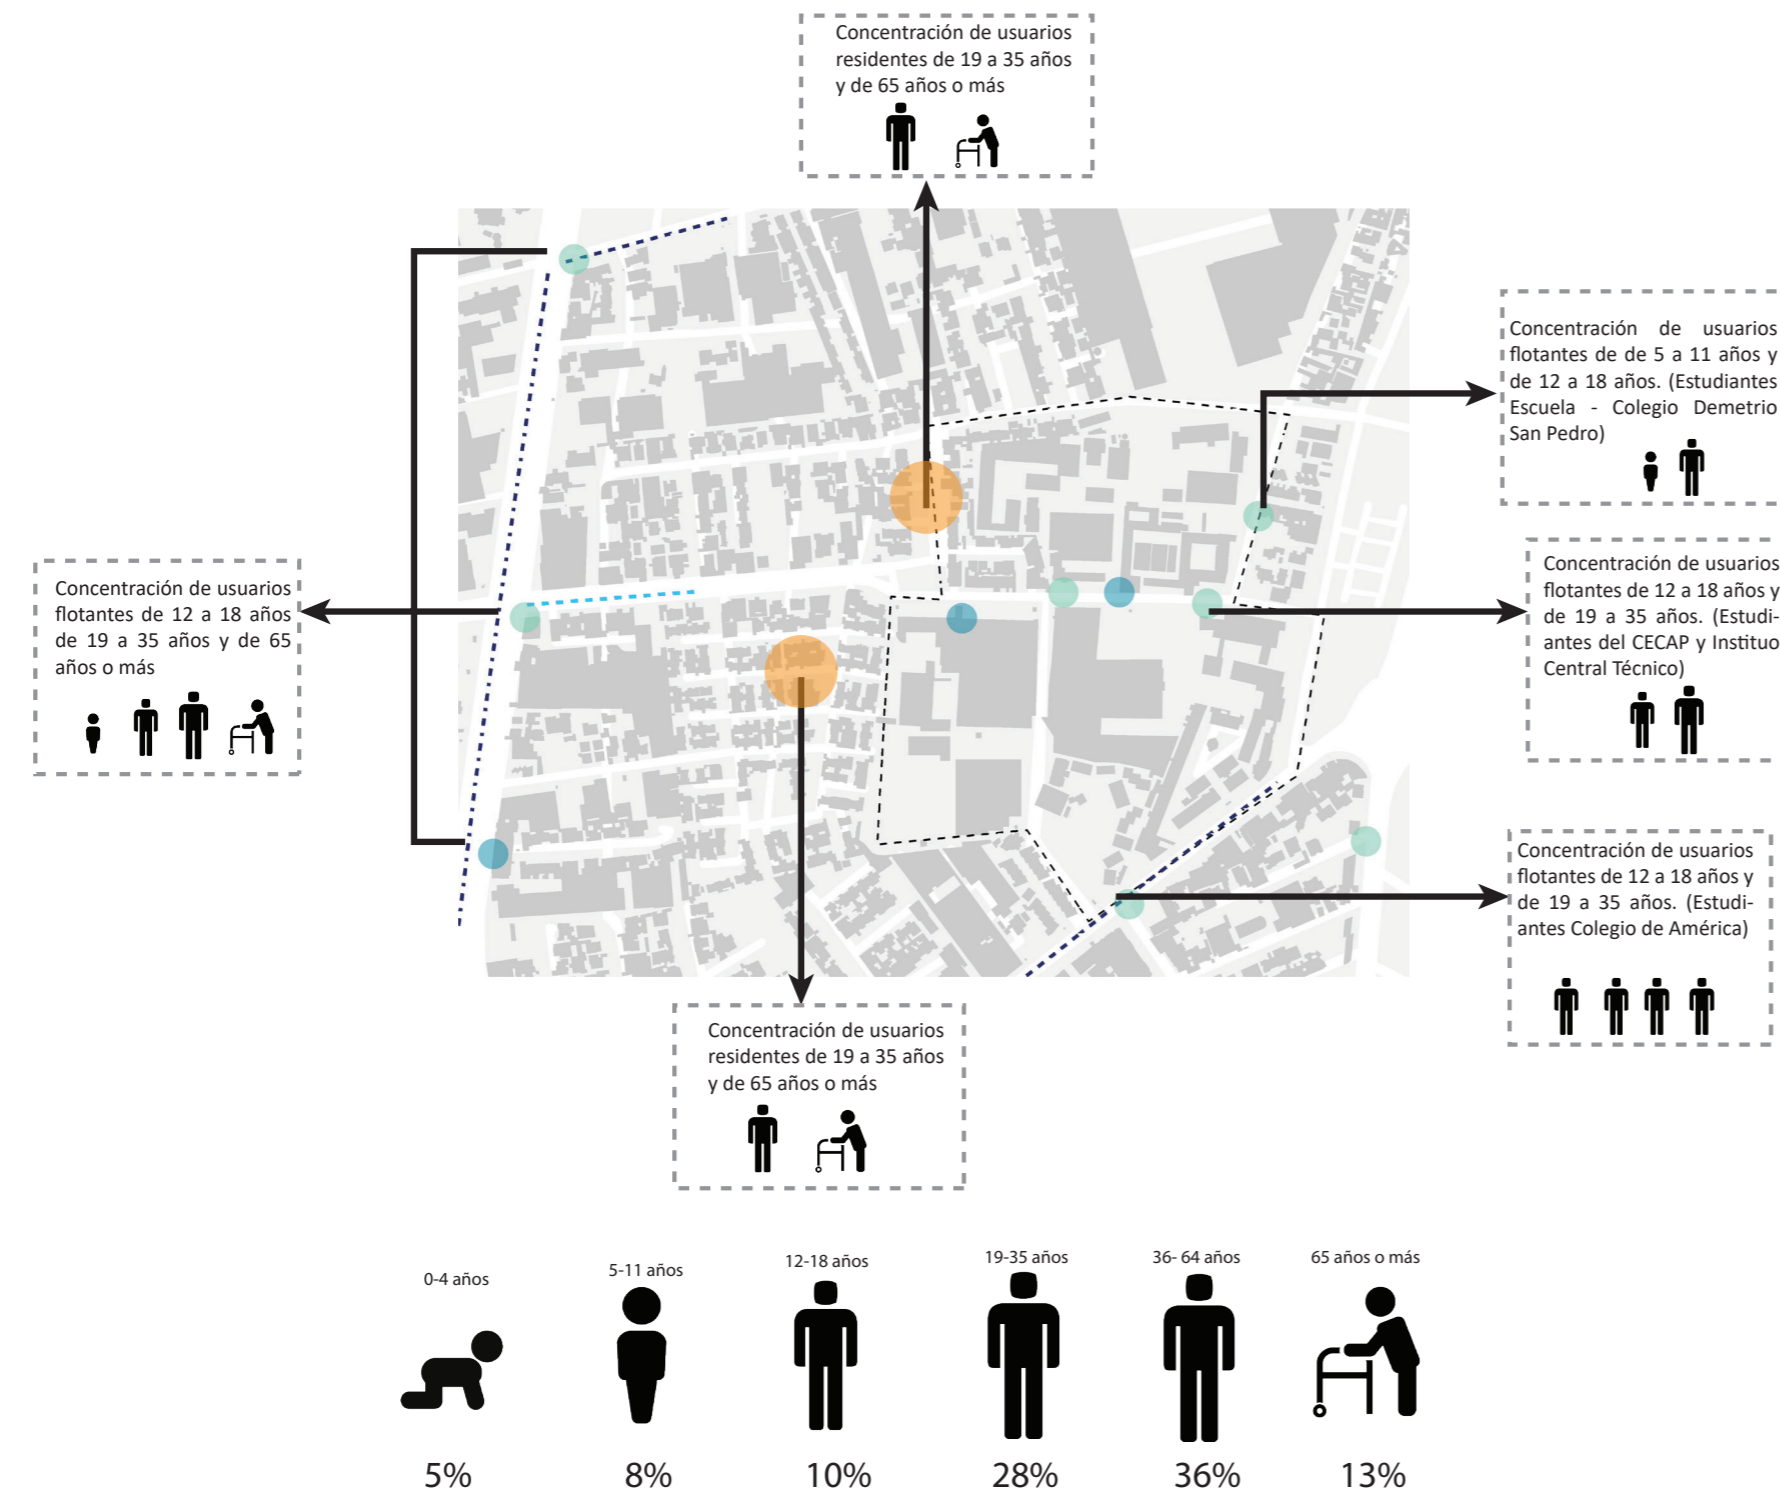 Concentración de usuarios
residentes de 19 a 35 años
y de 65 años o más
Concentración de usuarios
flotantes de de 5 a 11 años y
de 12 a 18 años. (Estudiantes
Escuela - Colegio Demetrio
San Pedro)
Concentración de usuarios
flotantes de 12 a 18 años y
de 19 a 35 años. (Estudi-
antes del CECAP y Instituo
Central Técnico)
Concentración de usuarios
flotantes de 12 a 18 años
de 19 a 35 años y de 65
años o más
Concentración de usuarios
flotantes de 12 a 18 años y
de 19 a 35 años. (Estudi-
antes Colegio de América)
Concentración de usuarios
residentes de 19 a 35 años
y de 65 años o más
0-4 años
5-11 años
12-18 años
19-35 años
36- 64 años
65 años o más
5%
8%
10%
28%
36%
13%